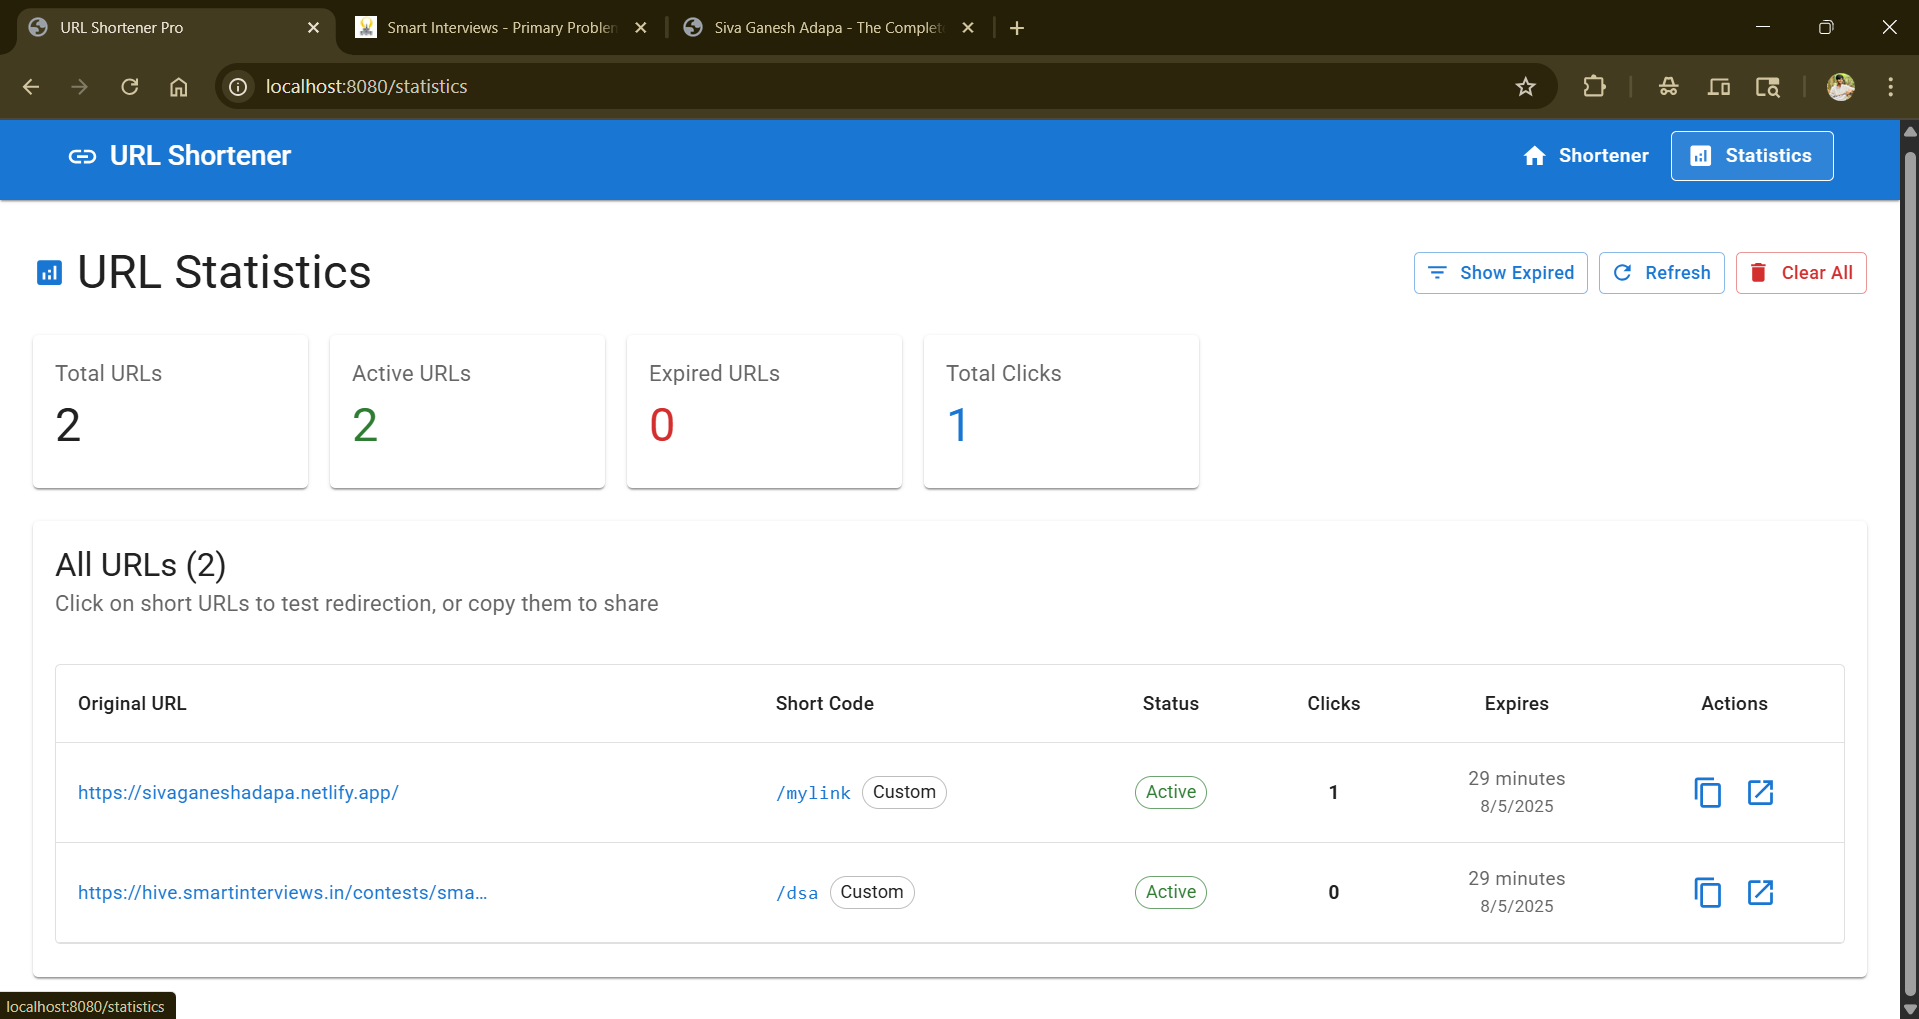 URL Shortener Pro
Smart Interviews - Primary Problem
Siva Ganesh Adapa - The Complete
localhost:8080/statistics
URL Shortener
Shortener
Statistics
URL Statistics
Show Expired
Refresh
Clear All
Total URLs
2
Active URLs
2
Expired URLs
0
Total Clicks
1
All URLs (2)
Click on short URLs to test redirection, or copy them to share
Original URL Short Code Status Clicks Expires Actions
https://sivaganeshadapa.netlify.app/ /mylink Custom Active 1 29 minutes
8/5/2025
https://hive.smartinterviews.in/contests/sma... /dsa Custom Active 0 29 minutes
8/5/2025
localhost:8080/statistics